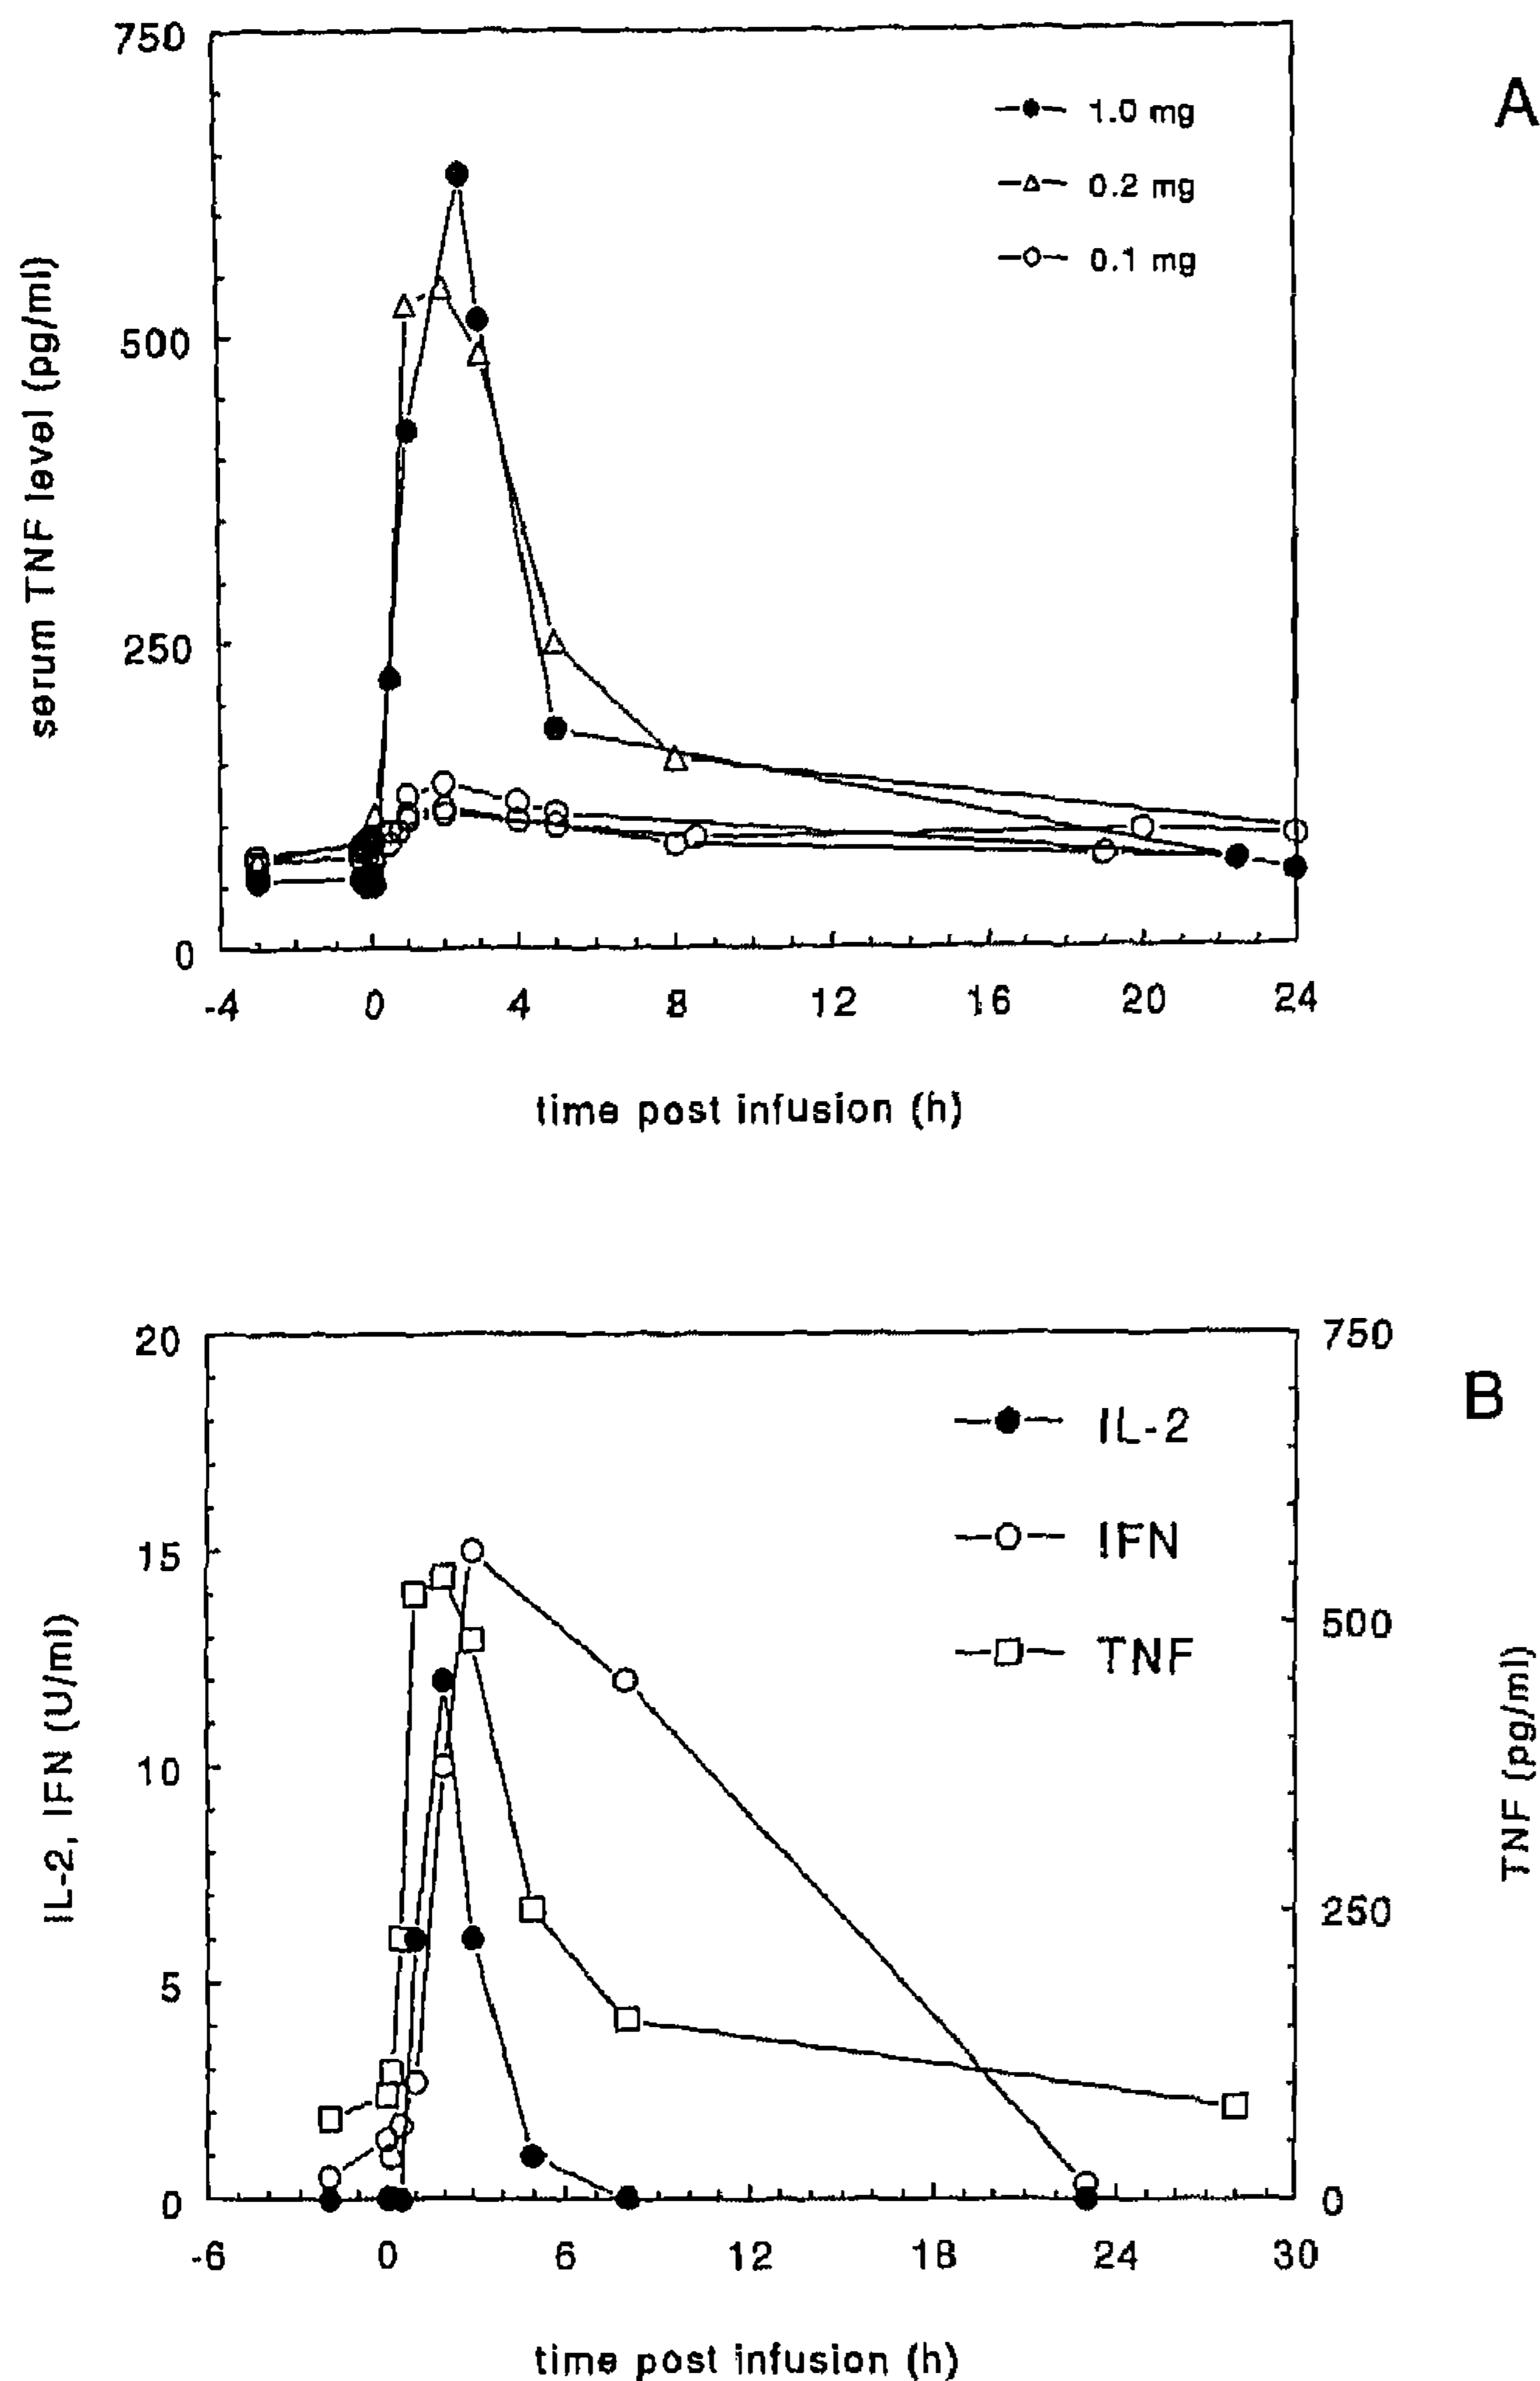 A
750
500
250
0
serum TNF level (pg/ml)
1.0 mg
0.2 mg
0.1 mg
-4 0 4 8 12 16 20 24
time post infusion (h)
B
20
15
10
5
0
IL-2, IFN (U/ml)
IL-2
IFN
TNF
750
500
250
0
TNF (pg/ml)
-6 0 6 12 18 24 30
time post infusion (h)